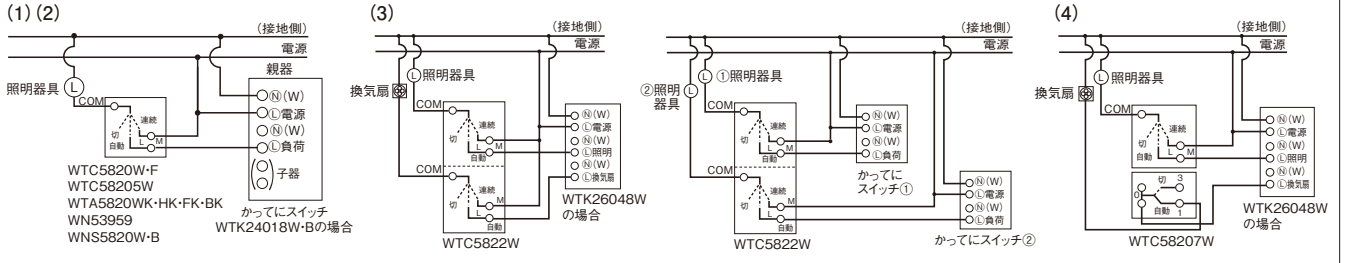 (1)(2)
(接地側)
電源
親器
照明器具
L
COM
切
連続
自動
L
M
Ⓝ(W)
Ⓛ電源
Ⓝ(W)
Ⓛ負荷
子器
WTC5820W・F
WTC58205W
WTA5820WK・HK・FK・BK
WN53959
WNS5820W・B
かってにスイッチ
WTK24018W・Bの場合
(3)
(接地側)
電源
L
照明器具
換気扇
COM
切
連続
自動
L
M
COM
切
連続
L
M
自動
WTC5822W
Ⓝ(W)
Ⓛ電源
Ⓝ(W)
Ⓛ照明
Ⓝ(W)
Ⓛ換気扇
WTK26048W
の場合
(接地側)
電源
L
①照明器具
②照明
器具
L
COM
切
連続
自動
L
M
COM
切
連続
L
M
自動
WTC5822W
Ⓝ(W)
Ⓛ電源
Ⓝ(W)
Ⓛ負荷
かってに
スイッチ①
Ⓝ(W)
Ⓛ電源
Ⓝ(W)
Ⓛ負荷
かってにスイッチ②
(4)
(接地側)
電源
L
照明器具
換気扇
COM
切
連続
自動
L
M
切
3
0
自動
1
WTC58207W
Ⓝ(W)
Ⓛ電源
Ⓝ(W)
Ⓛ照明
Ⓝ(W)
Ⓛ換気扇
WTK26048W
の場合